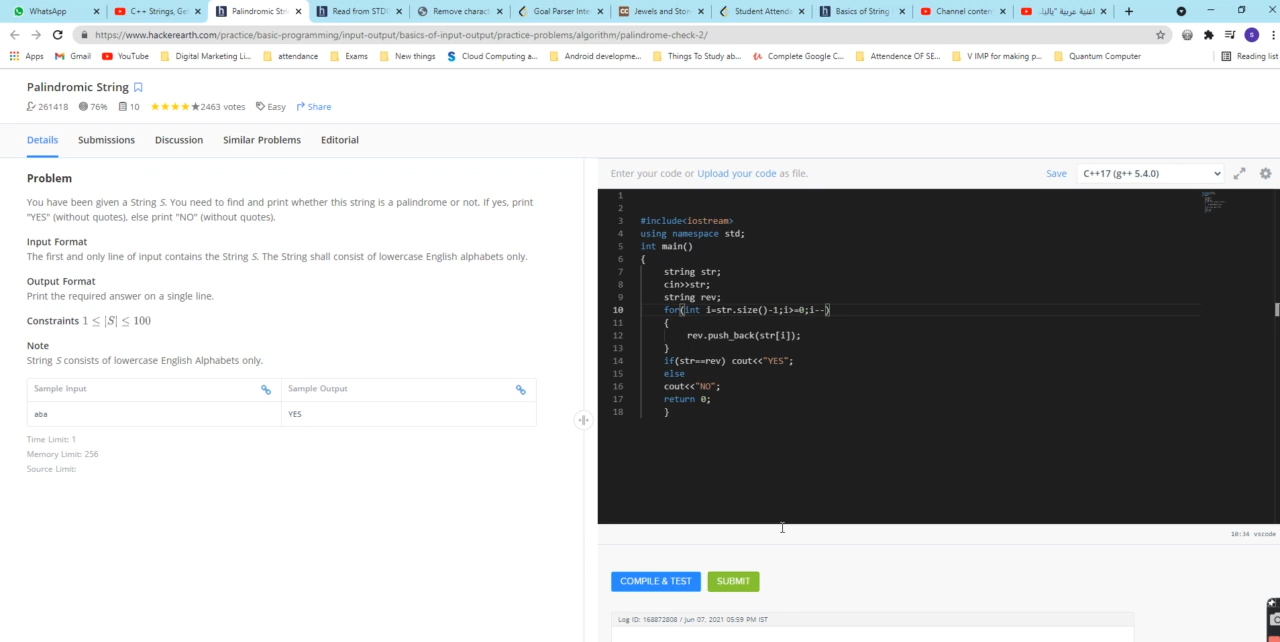 WhatsApp
C++ Strings, Ge
Palindromic Stri
Read from STD
Remove charac
Goal Parser Inte
CC Jewels and Ston
Student Attend
Basics of String
Channel conten
https://www.hackerearth.com/practice/basic-programming/input-output/basics-of-input-output/practice-problems/algorithm/palindrome-check-2/
S
Apps Gmail YouTube Digital Marketing Li... attendance Exams New things Cloud Computing a... Android developme... Things To Study ab... Complete Google C... Attendence OF SE... V IMP for making p... Quantum Computer Reading list
Palindromic String
261418 76% 10 ★★★★★2463 votes Easy Share
Details Submissions Discussion Similar Problems Editorial
Problem
You have been given a String S. You need to find and print whether this string is a palindrome or not. If yes, print
"YES" (without quotes), else print "NO" (without quotes).
Input Format
The first and only line of input contains the String S. The String shall consist of lowercase English alphabets only.
Output Format
Print the required answer on a single line.
Constraints 1 ≤ |S| ≤ 100
Note
String S consists of lowercase English Alphabets only.
Sample Input Sample Output
aba YES
Time Limit: 1
Memory Limit: 256
Source Limit:
Enter your code or Upload your code as file. Save C++17 (g++ 5.4.0)
1
2
3 #include<iostream>
4 using namespace std;
5 int main()
6 {
7 string str;
8 cin>>str;
9 string rev;
10 for(int i=str.size()-1;i>=0;i--)
11 {
12 rev.push_back(str[i]);
13 }
14 if(str==rev) cout<<"YES";
15 else
16 cout<<"NO";
17 return 0;
18 }
10:34 vscode
COMPILE & TEST SUBMIT
Log ID: 168872808 / Jun 07, 2021 05:59 PM IST